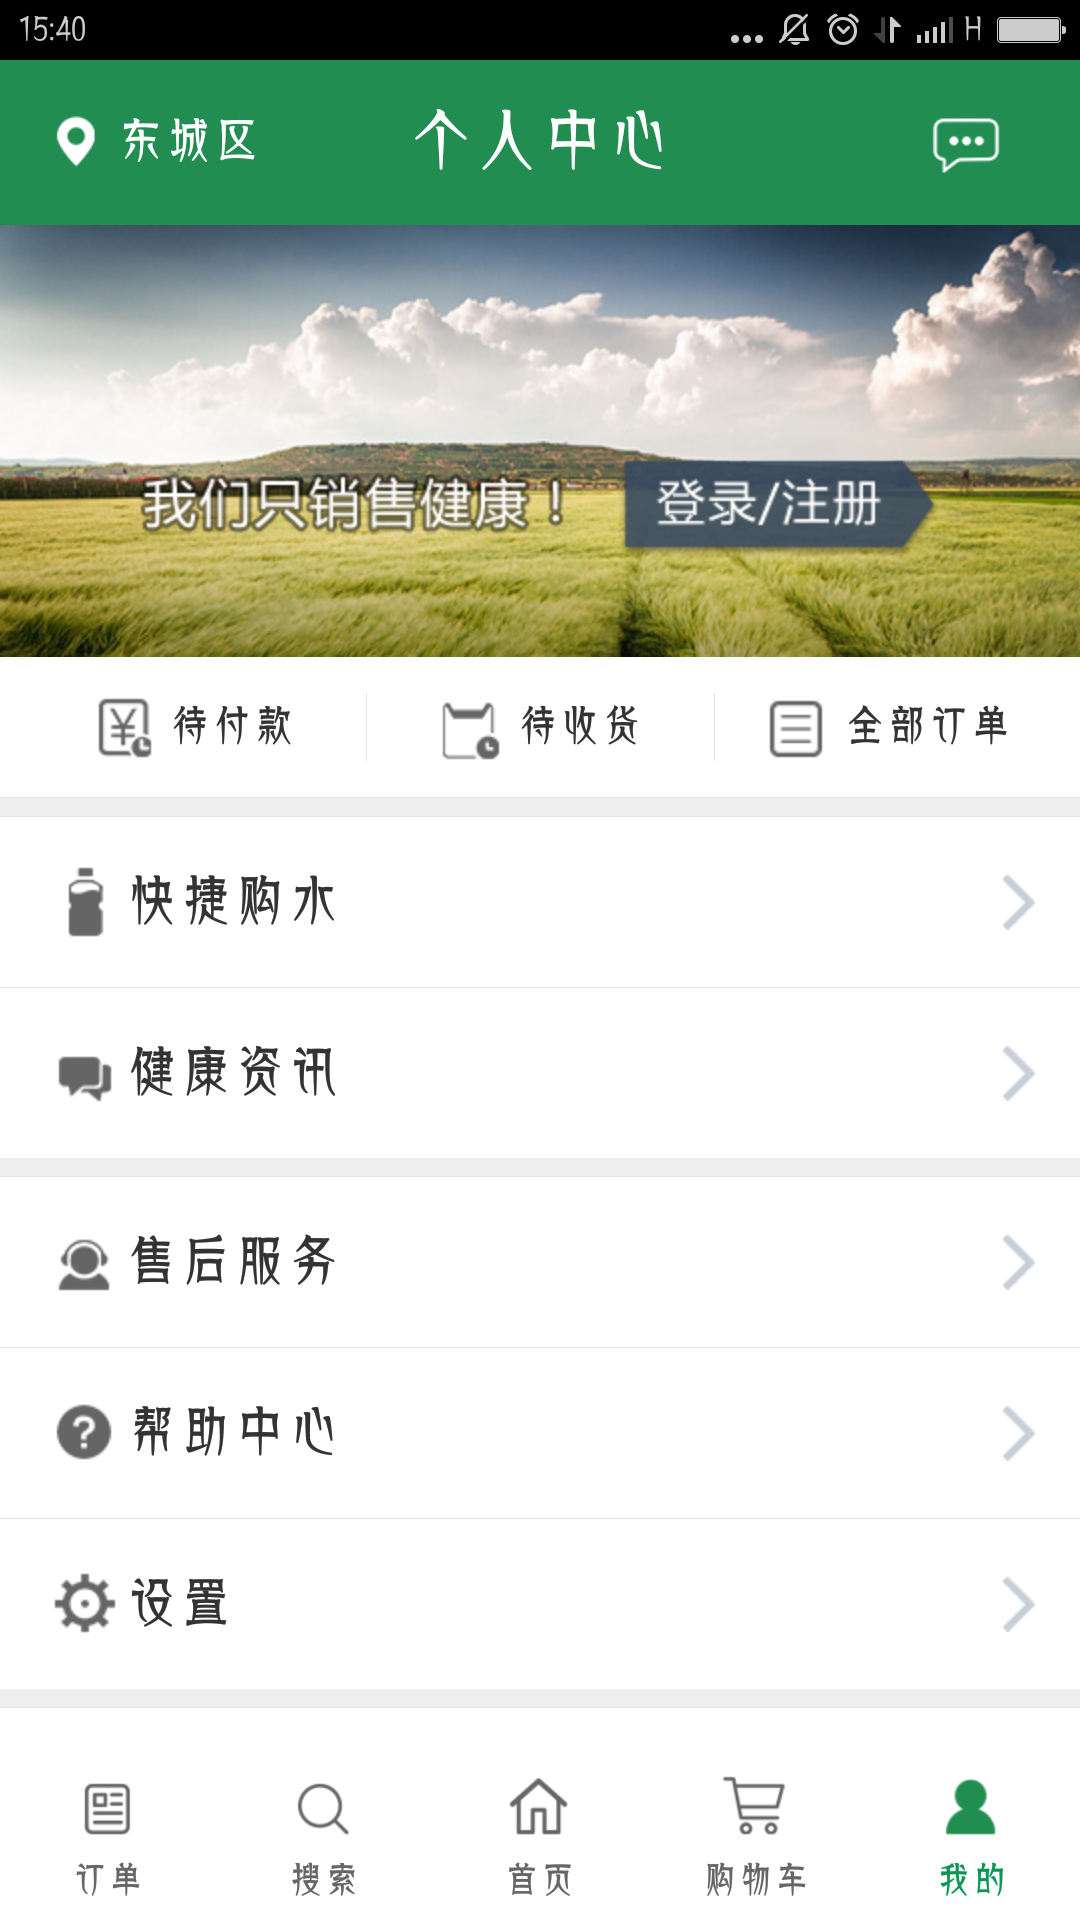 15:40 H
东城区 个人中心
我们只销售健康！ 登录/注册
待付款 待收货 全部订单
快捷购水
健康资讯
售后服务
帮助中心
设置
订单 搜索 首页 购物车 我的